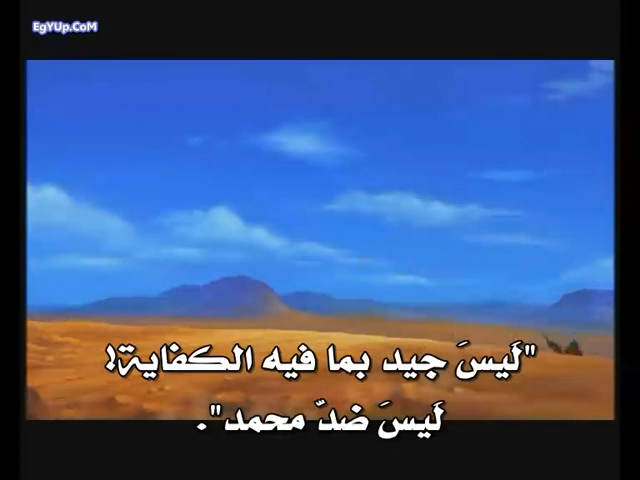 EgYUp.CoM
"لَيسَ جيد بما فيه الكفاية!
لَيسَ ضدّ محمد".